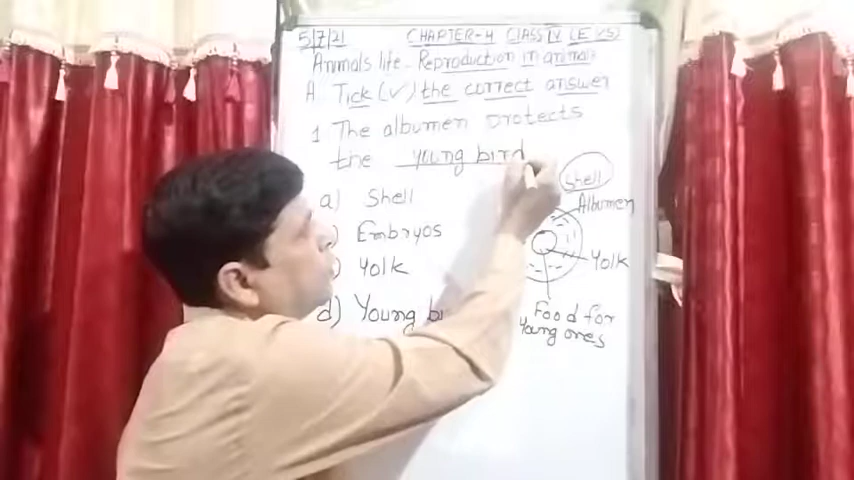 5/7/21 CHAPTER-4 CLASS IV (EVS)
Animals life - Reproduction in animals
A. Tick (✓) the correct answer
1. The albumen protects
the young bird
a) Shell
Embryos
) Yolk
d) Young bi
Shell
Albumen
Yolk
Food for
Young ones